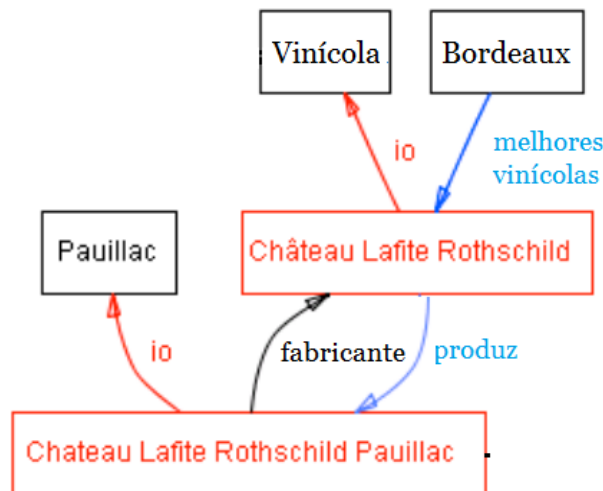 Vinícola
Bordeaux
io
melhores
vinícolas
Pauillac
Château Lafite Rothschild
io
fabricante
produz
Chateau Lafite Rothschild Pauillac